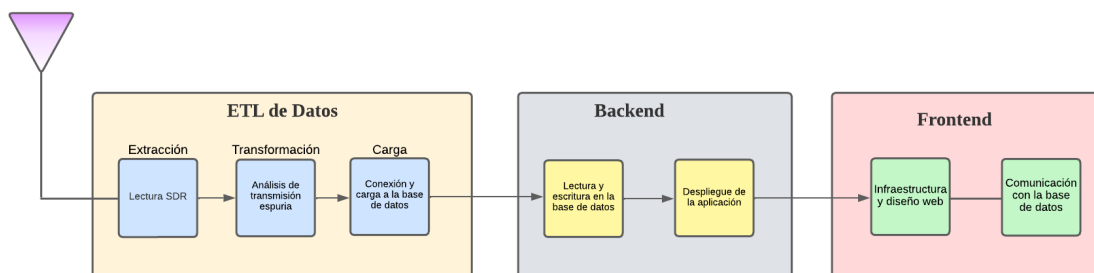 ETL de Datos
Extracción
Lectura SDR
Transformación
Análisis de
transmisión
espuria
Carga
Conexión y
carga a la base
de datos
Backend
Lectura y
escritura en la
base de datos
Despliegue de
la aplicación
Frontend
Infraestructura
y diseño web
Comunicación
con la base
de datos